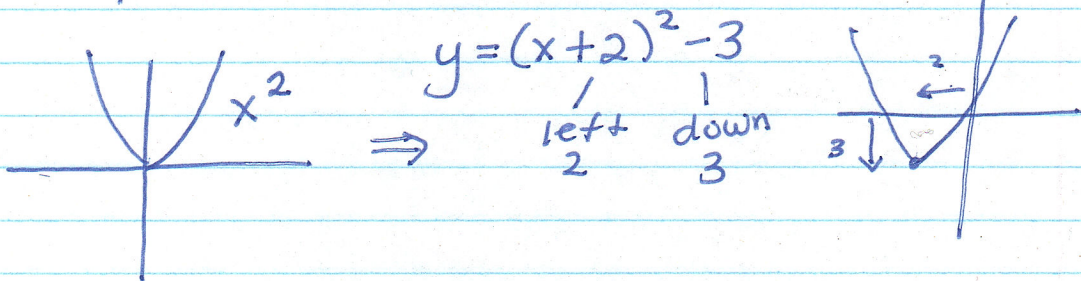 x²
y = (x+2)² - 3
left down
2 3
2
3